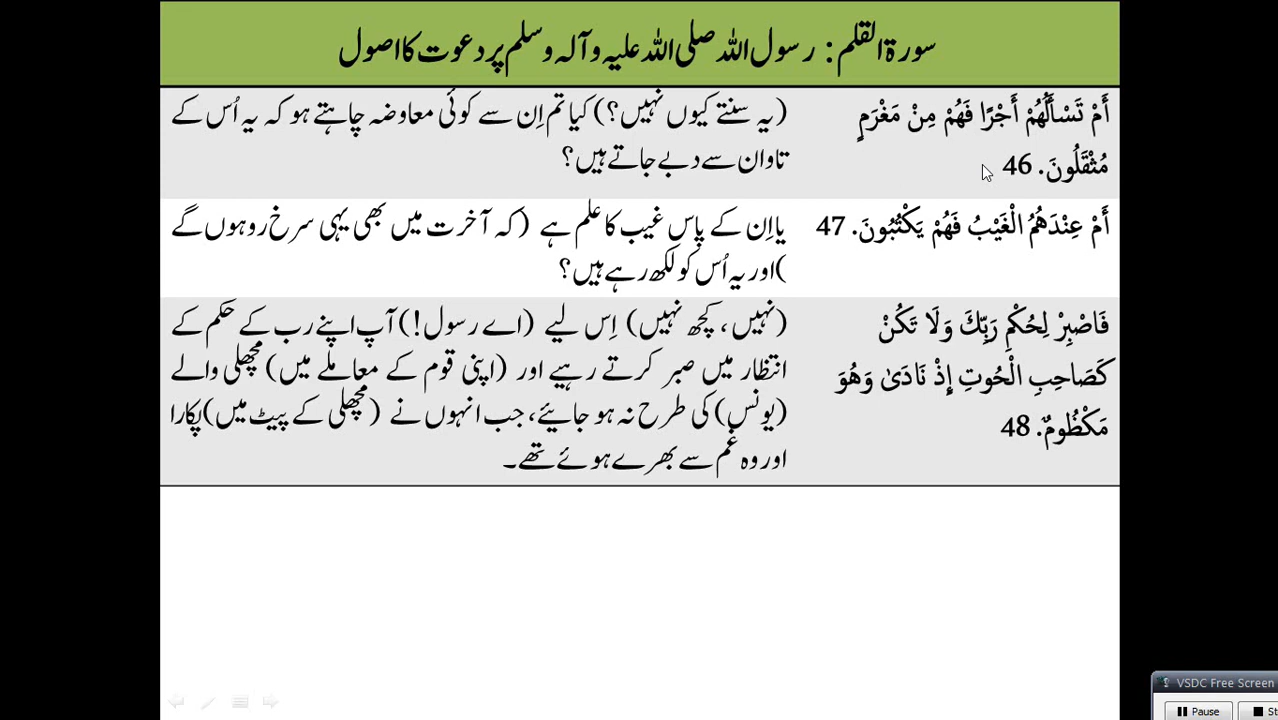 سورۃ القلم: رسول اللہ صلی اللہ علیہ وآلہ وسلم پر دعوت کا اصول
أَمْ تَسْأَلُهُمْ أَجْرًا فَهُمْ مِنْ مَغْرَمٍ
مُثْقَلُونَ. 46
(یہ سنتے کیوں نہیں؟) کیا تم اِن سے کوئی معاوضہ چاہتے ہو کہ یہ اُس کے
تاوان سے دبے جاتے ہیں؟
أَمْ عِنْدَهُمُ الْغَيْبُ فَهُمْ يَكْتُبُونَ. 47
یا اِن کے پاس غیب کا علم ہے (کہ آخرت میں بھی یہی سرخ رو ہوں گے
)اور یہ اُس کو لکھ رہے ہیں؟
فَاصْبِرْ لِحُكْمِ رَبِّكَ وَلَا تَكُنْ
كَصَاحِبِ الْحُوتِ إِذْ نَادَىٰ وَهُوَ
مَكْظُومٌ. 48
(نہیں، کچھ نہیں) اِس لیے (اے رسول!) آپ اپنے رب کے حکم کے
انتظار میں صبر کرتے رہیے اور (اپنی قوم کے معاملے میں) مچھلی والے
(یونس) کی طرح نہ ہو جایئے، جب انہوں نے (مچھلی کے پیٹ میں) پکارا
اور وہ غم سے بھرے ہوئے تھے۔
VSDC Free Screen
Pause
St